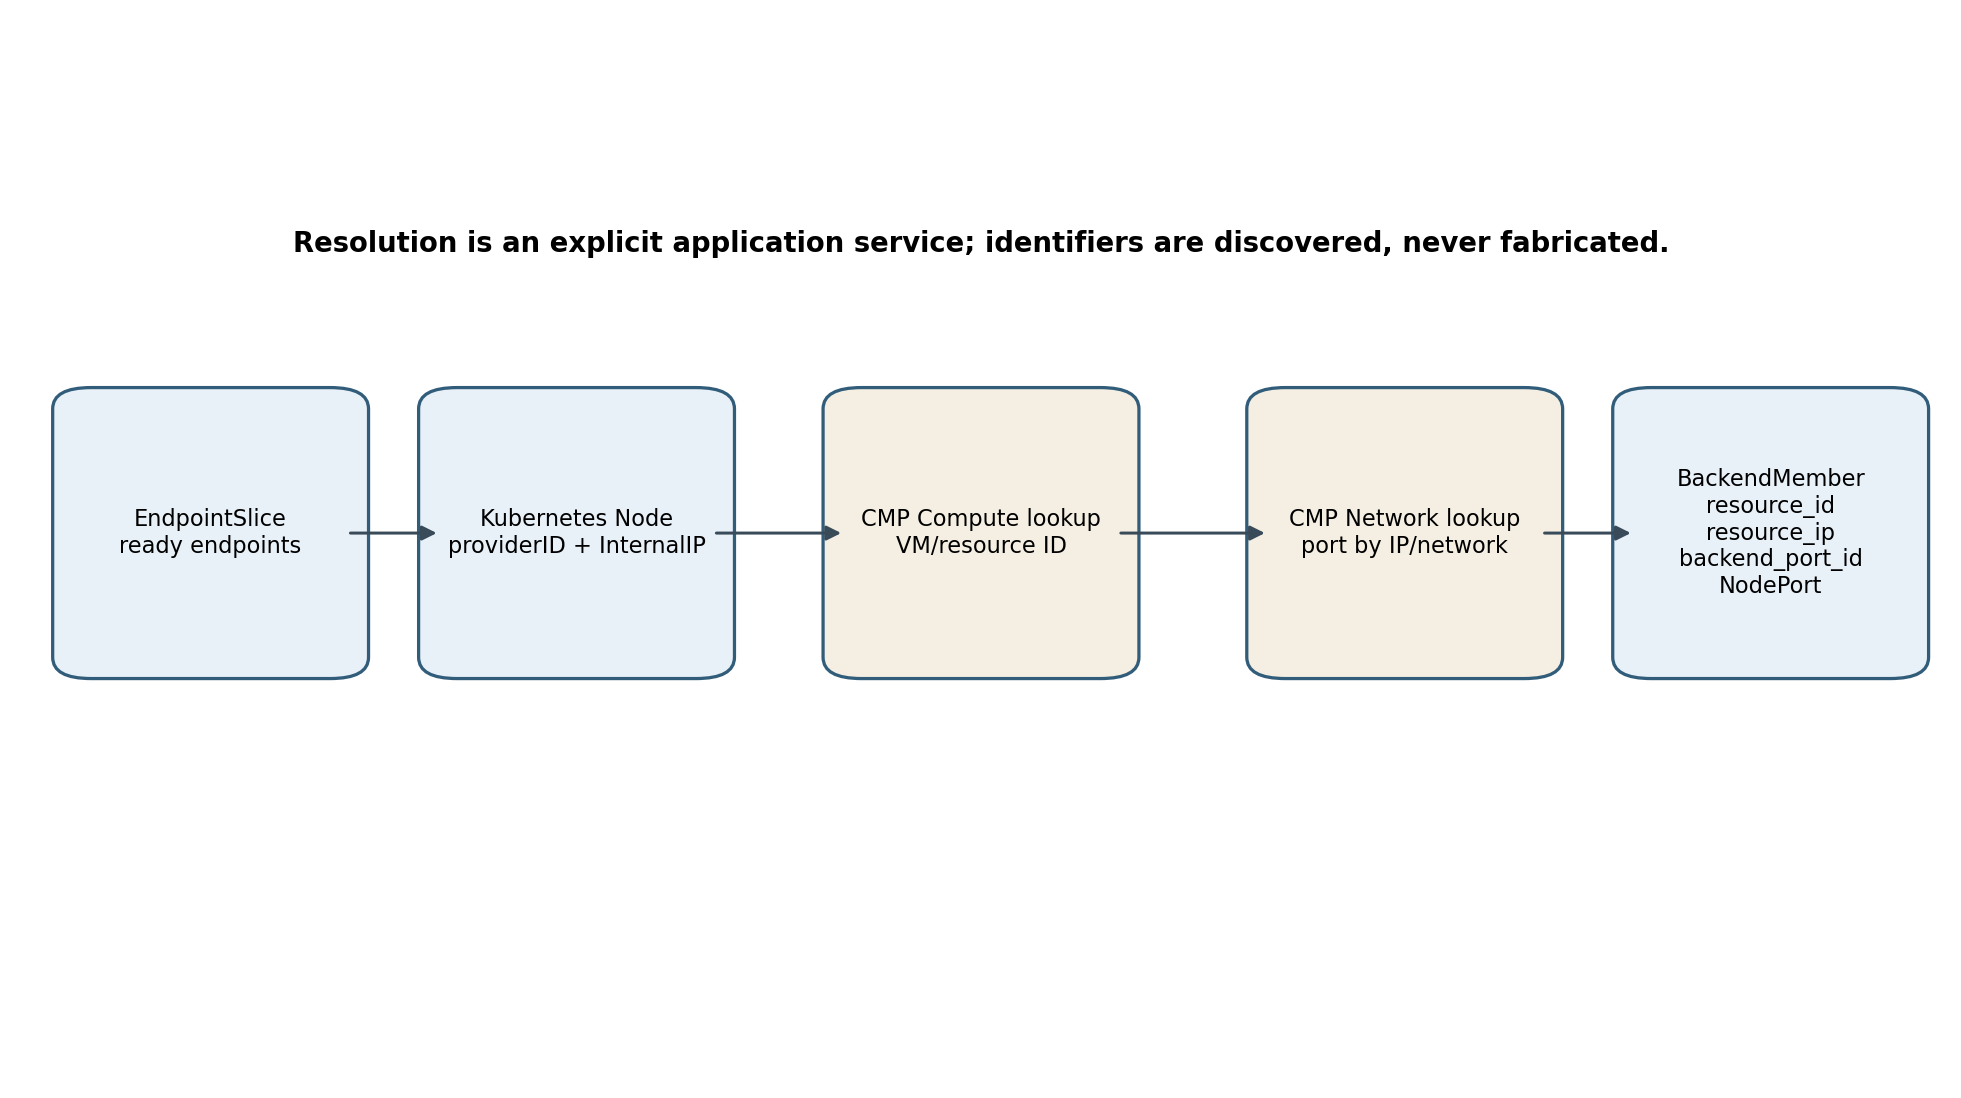 Resolution is an explicit application service; identifiers are discovered, never fabricated.
EndpointSlice
ready endpoints
Kubernetes Node
providerID + InternalIP
CMP Compute lookup
VM/resource ID
CMP Network lookup
port by IP/network
BackendMember
resource_id
resource_ip
backend_port_id
NodePort